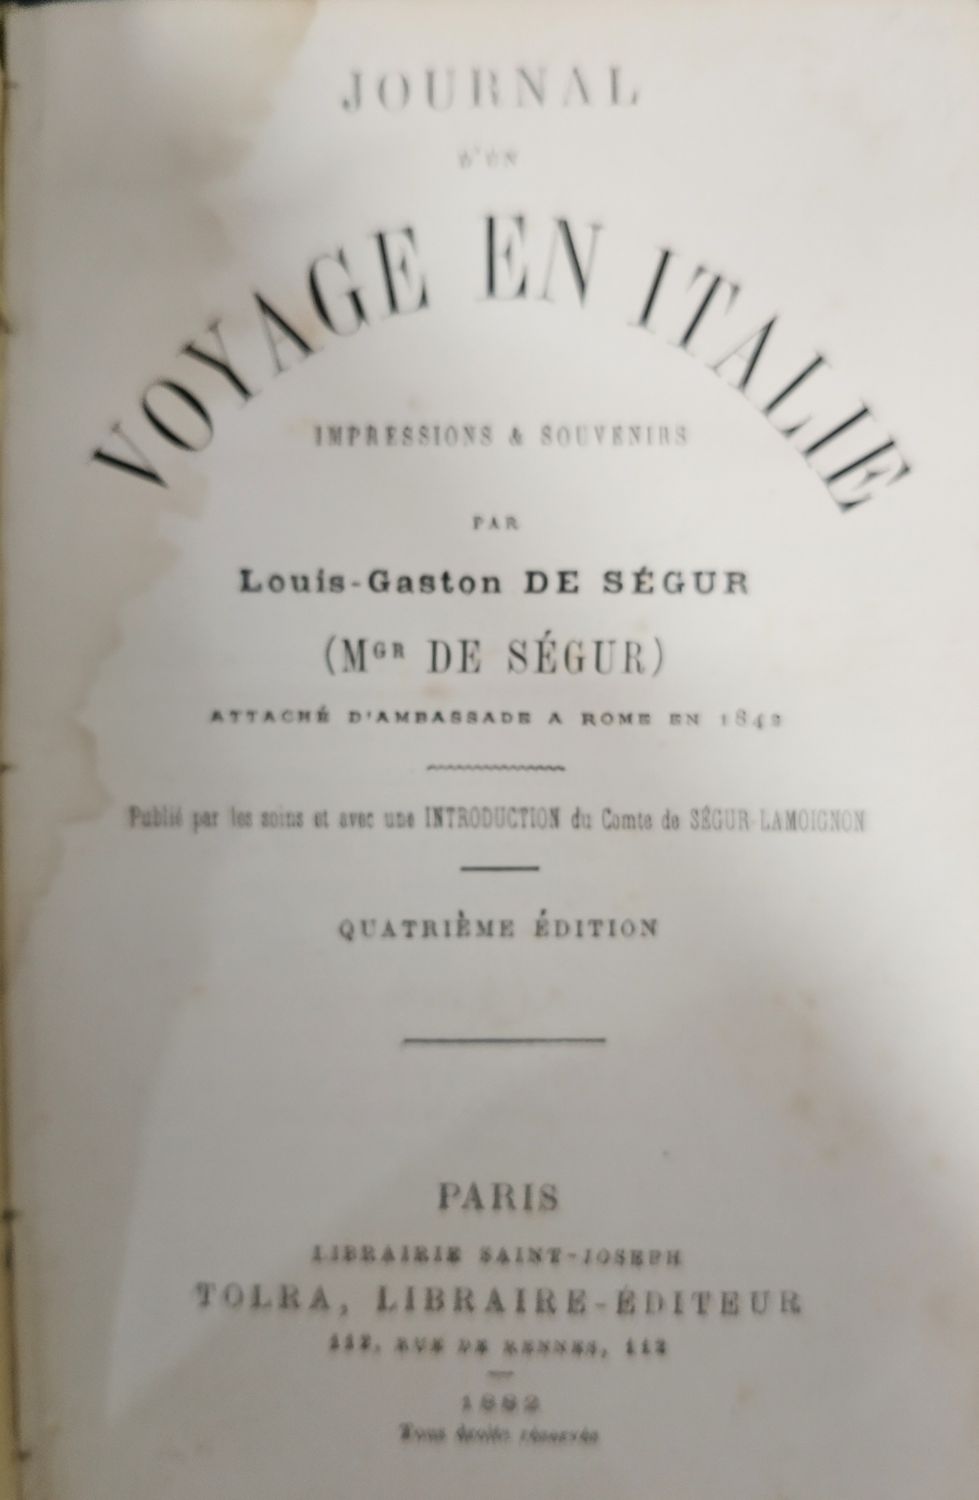 JOURNAL
D'UN
VOYAGE EN ITALIE
IMPRESSIONS & SOUVENIRS
PAR
Louis-Gaston DE SÉGUR
(MGR DE SÉGUR)
ATTACHÉ D'AMBASSADE A ROME EN 1842
Publié par les soins et avec une INTRODUCTION du Comte de SÉGUR-LAMOIGNON
QUATRIÈME ÉDITION
PARIS
LIBRAIRIE SAINT-JOSEPH
TOLRA, LIBRAIRE-ÉDITEUR
112, RUE DE RENNES, 112
1882
Tous droits réservés